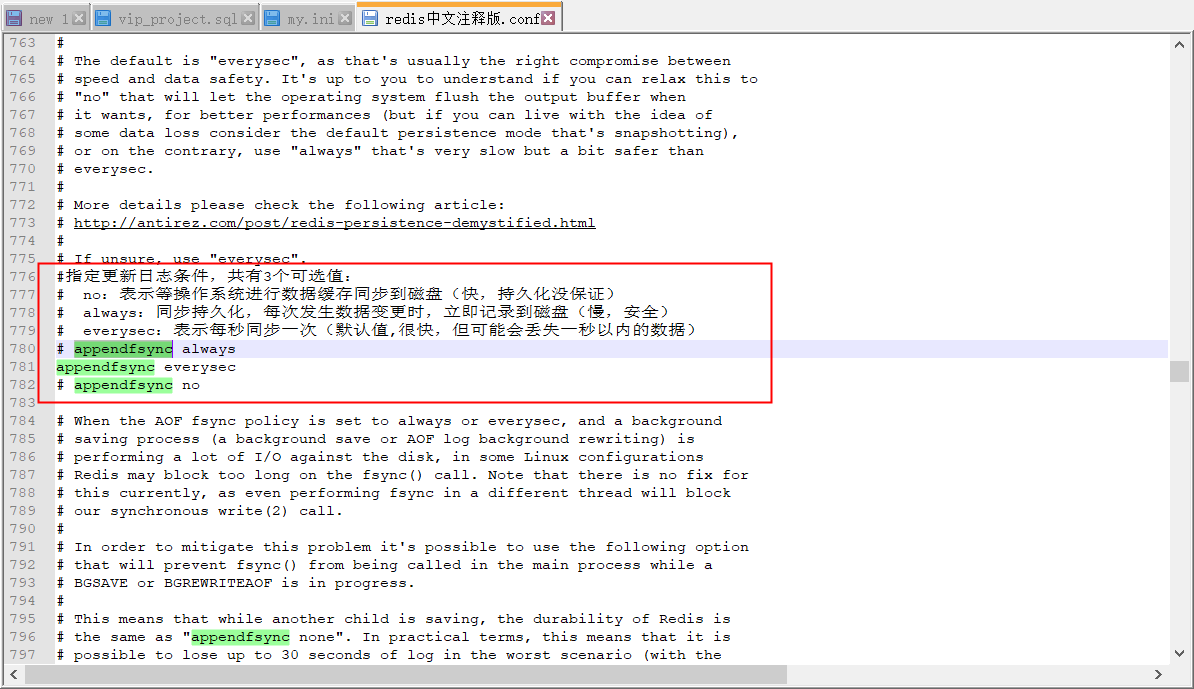 new 1 vip_project.sql my.ini redis中文注释版.conf
763 #
764 # The default is "everysec", as that's usually the right compromise between
765 # speed and data safety. It's up to you to understand if you can relax this to
766 # "no" that will let the operating system flush the output buffer when
767 # it wants, for better performances (but if you can live with the idea of
768 # some data loss consider the default persistence mode that's snapshotting),
769 # or on the contrary, use "always" that's very slow but a bit safer than
770 # everysec.
771 #
772 # More details please check the following article:
773 # http://antirez.com/post/redis-persistence-demystified.html
774 #
775 # If unsure, use "everysec".
776 #指定更新日志条件，共有3个可选值：
777 #  no：表示等操作系统进行数据缓存同步到磁盘（快，持久化没保证）
778 #  always：同步持久化，每次发生数据变更时，立即记录到磁盘（慢，安全）
779 #  everysec：表示每秒同步一次（默认值,很快，但可能会丢失一秒以内的数据）
780 # appendfsync always
781 appendfsync everysec
782 # appendfsync no
783
784 # When the AOF fsync policy is set to always or everysec, and a background
785 # saving process (a background save or AOF log background rewriting) is
786 # performing a lot of I/O against the disk, in some Linux configurations
787 # Redis may block too long on the fsync() call. Note that there is no fix for
788 # this currently, as even performing fsync in a different thread will block
789 # our synchronous write(2) call.
790 #
791 # In order to mitigate this problem it's possible to use the following option
792 # that will prevent fsync() from being called in the main process while a
793 # BGSAVE or BGREWRITEAOF is in progress.
794 #
795 # This means that while another child is saving, the durability of Redis is
796 # the same as "appendfsync none". In practical terms, this means that it is
797 # possible to lose up to 30 seconds of log in the worst scenario (with the